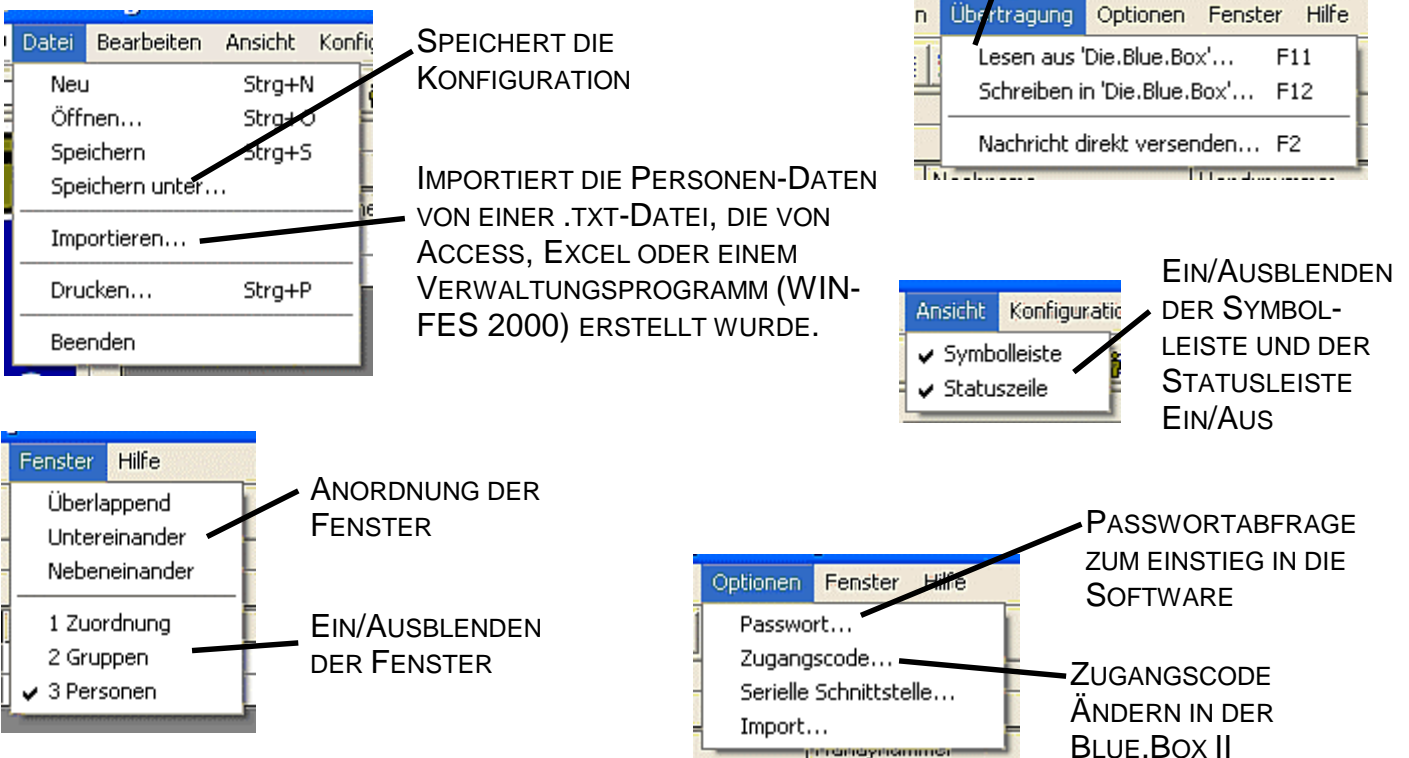 Datei Bearbeiten Ansicht
Neu Strg+N
Öffnen... Strg+O
Speichern Strg+S
Speichern unter...
Importieren...
Drucken... Strg+P
Beenden
SPEICHERT DIE
KONFIGURATION
IMPORTIERT DIE PERSONEN-DATEN
VON EINER .TXT-DATEI, DIE VON
ACCESS, EXCEL ODER EINEM
VERWALTUNGSPROGRAMM (WIN-
FES 2000) ERSTELLT WURDE.
n Übertragung Optionen Fenster Hilfe
Lesen aus 'Die.Blue.Box'... F11
Schreiben in 'Die.Blue.Box'... F12
Nachricht direkt versenden... F2
Ansicht Konfiguratio
Symbolleiste
Statuszeile
EIN/AUSBLENDEN
DER SYMBOL-
LEISTE UND DER
STATUSLEISTE
EIN/AUS
Fenster Hilfe
Überlappend
Untereinander
Nebeneinander
1 Zuordnung
2 Gruppen
3 Personen
ANORDNUNG DER
FENSTER
EIN/AUSBLENDEN
DER FENSTER
Optionen Fenster Hilfe
Passwort...
Zugangscode...
Serielle Schnittstelle...
Import...
PASSWORTABFRAGE
ZUM EINSTIEG IN DIE
SOFTWARE
ZUGANGSCODE
ÄNDERN IN DER
BLUE.BOX II